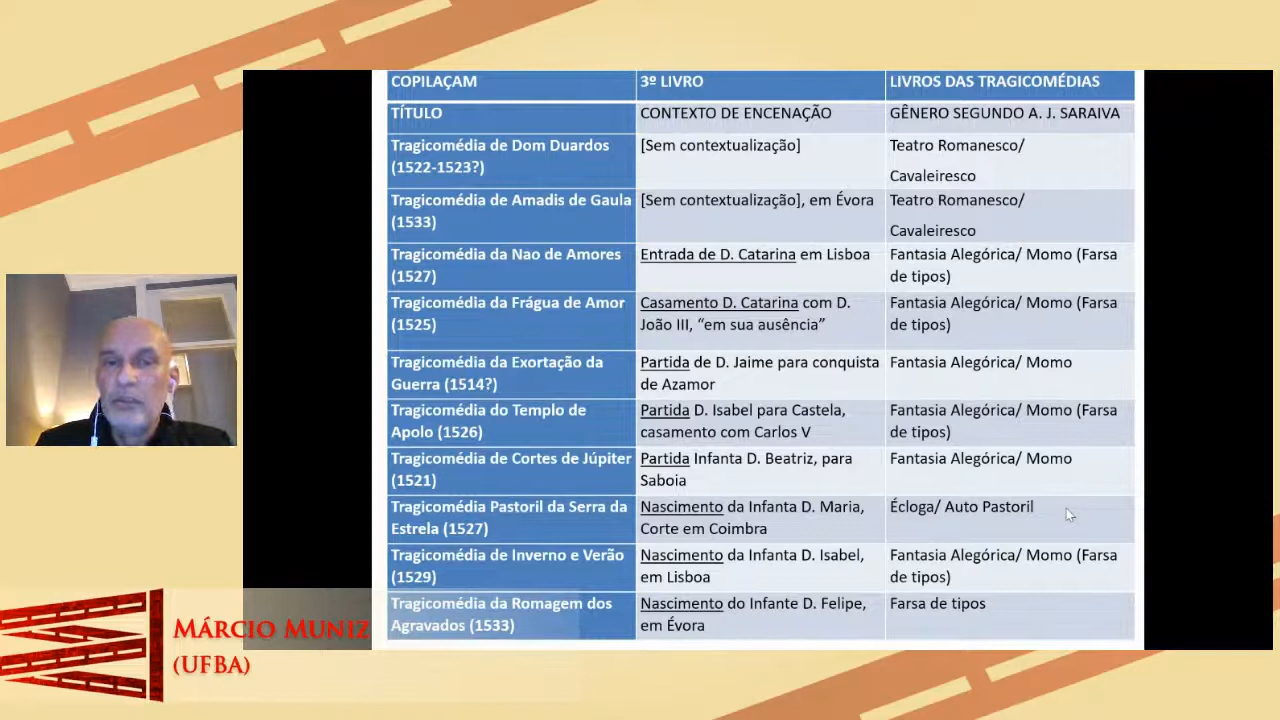 COPILAÇAM
3º LIVRO
LIVROS DAS TRAGICOMÉDIAS
TÍTULO
CONTEXTO DE ENCENAÇÃO
GÊNERO SEGUNDO A. J. SARAIVA
Tragicomédia de Dom Duardos
(1522-1523?)
[Sem contextualização]
Teatro Romanesco/
Cavaleiresco
Tragicomédia de Amadis de Gaula
(1533)
[Sem contextualização], em Évora
Teatro Romanesco/
Cavaleiresco
Tragicomédia da Nao de Amores
(1527)
Entrada de D. Catarina em Lisboa
Fantasia Alegórica/ Momo (Farsa
de tipos)
Tragicomédia da Frágua de Amor
(1525)
Casamento D. Catarina com D.
João III, “em sua ausência”
Fantasia Alegórica/ Momo (Farsa
de tipos)
Tragicomédia da Exortação da
Guerra (1514?)
Partida de D. Jaime para conquista
de Azamor
Fantasia Alegórica/ Momo
Tragicomédia do Templo de
Apolo (1526)
Partida D. Isabel para Castela,
casamento com Carlos V
Fantasia Alegórica/ Momo (Farsa
de tipos)
Tragicomédia de Cortes de Júpiter
(1521)
Partida Infanta D. Beatriz, para
Saboia
Fantasia Alegórica/ Momo
Tragicomédia Pastoril da Serra da
Estrela (1527)
Nascimento da Infanta D. Maria,
Corte em Coimbra
Écloga/ Auto Pastoril
Tragicomédia de Inverno e Verão
(1529)
Nascimento da Infanta D. Isabel,
em Lisboa
Fantasia Alegórica/ Momo (Farsa
de tipos)
Tragicomédia da Romagem dos
Agravados (1533)
Nascimento do Infante D. Felipe,
em Évora
Farsa de tipos
MÁRCIO MUNIZ
(UFBA)